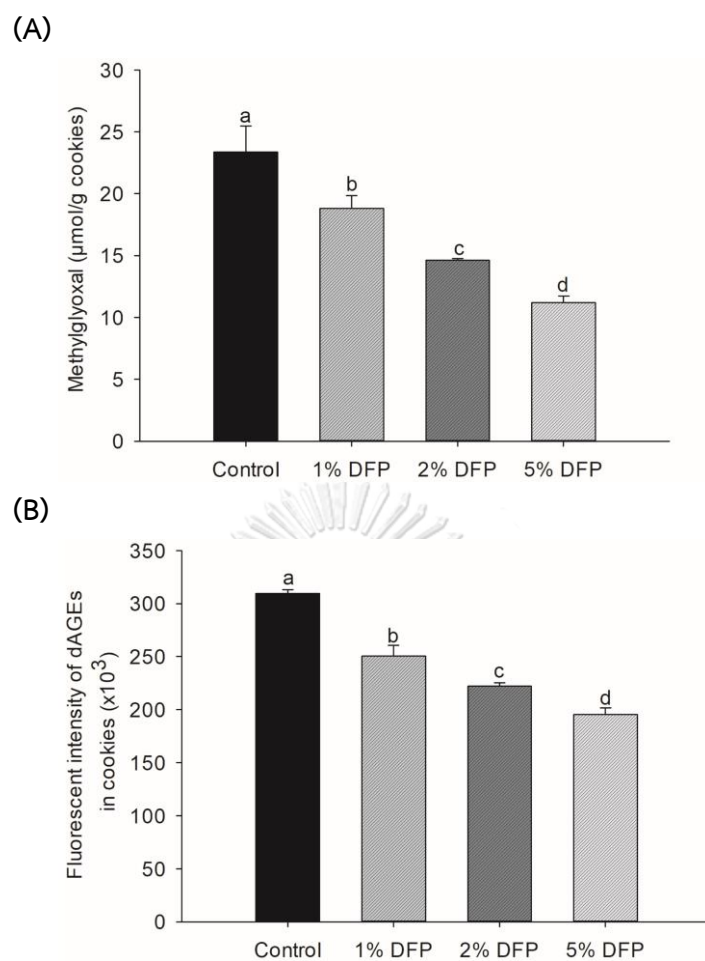 (A)
30
25
20
15
10
5
0
Methylglyoxal (µmol/g cookies)
a
b
c
d
Control 1% DFP 2% DFP 5% DFP
(B)
350
300
250
200
150
100
50
0
Fluorescent intensity of dAGEs
in cookies (x10³)
a
b
c
d
Control 1% DFP 2% DFP 5% DFP